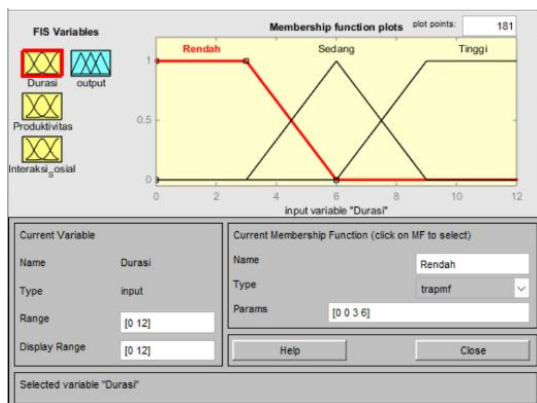 FIS Variables
Membership function plots
plot points:
181
Durasi
output
Produktivitas
Interaksi_sosial
Rendah
Sedang
Tinggi
1
0.5
0
0
2
4
6
8
10
12
input variable "Durasi"
Current Variable
Name
Durasi
Type
input
Range
[0 12]
Display Range
[0 12]
Current Membership Function (click on MF to select)
Name
Rendah
Type
trapmf
Params
[0 0 3 6]
Help
Close
Selected variable "Durasi"